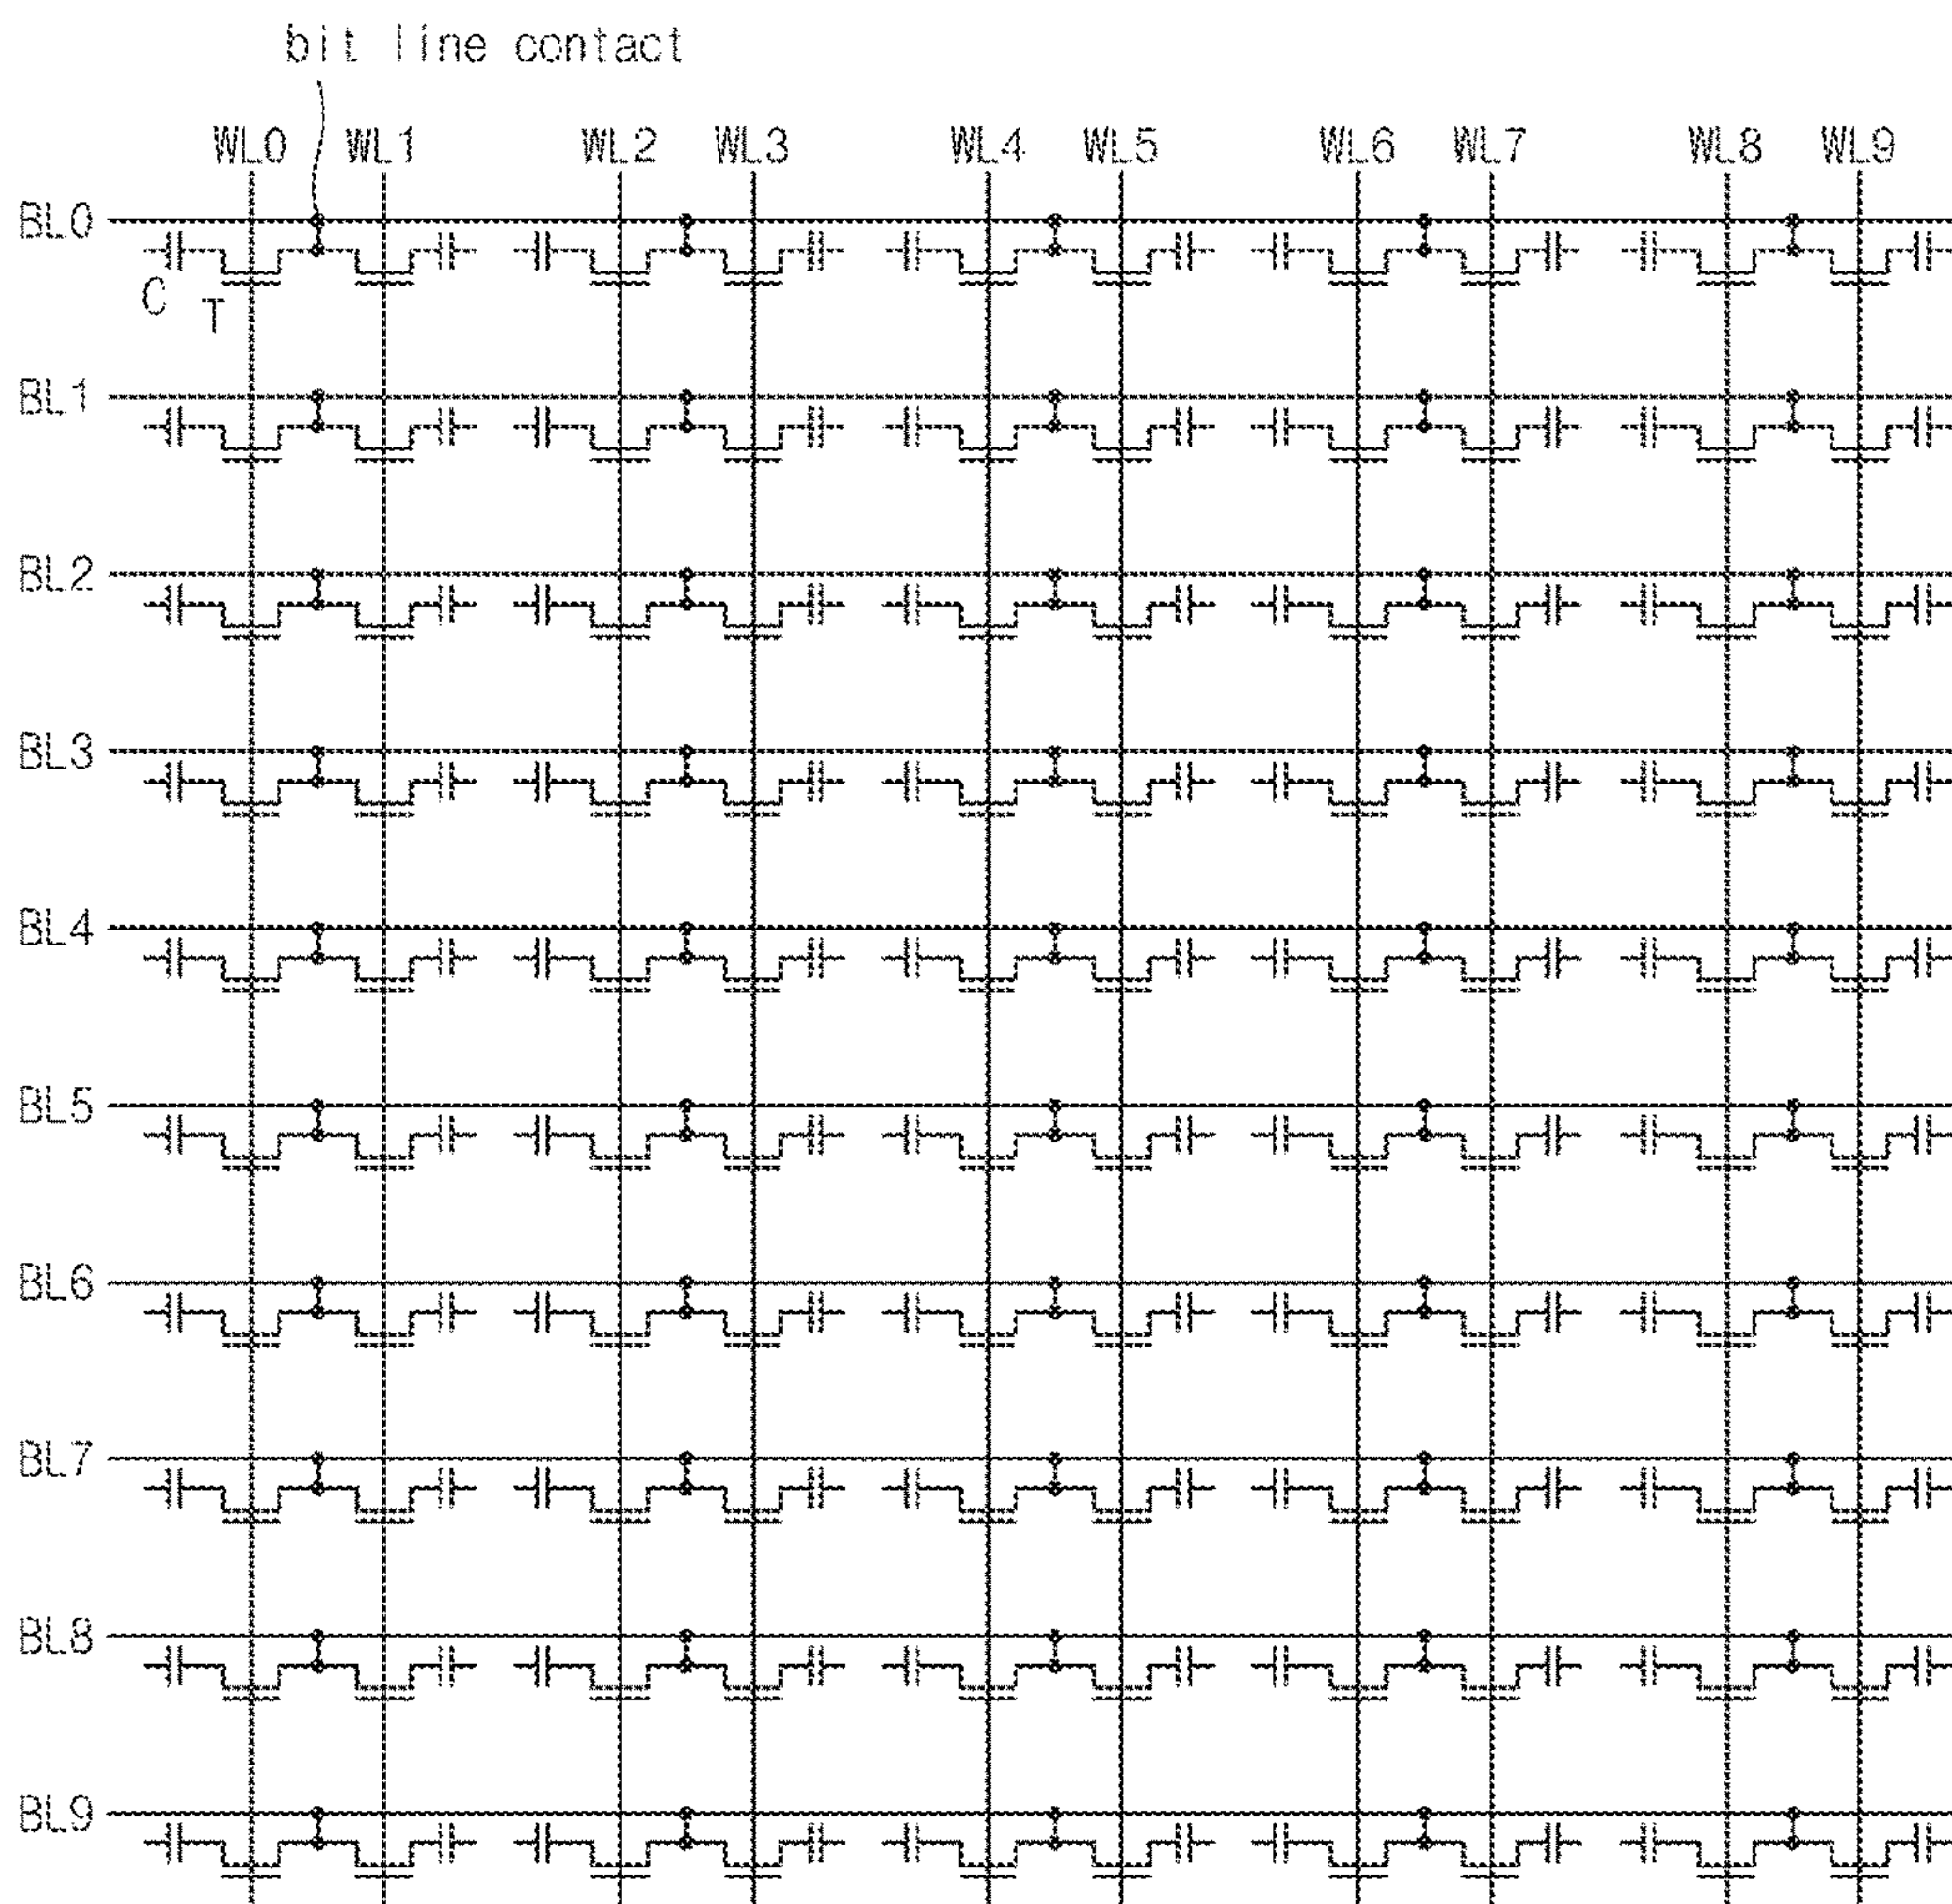 bit line contact
WL0 WL1 WL2 WL3 WL4 WL5 WL6 WL7 WL8 WL9
BL0
C T
BL1
BL2
BL3
BL4
BL5
BL6
BL7
BL8
BL9